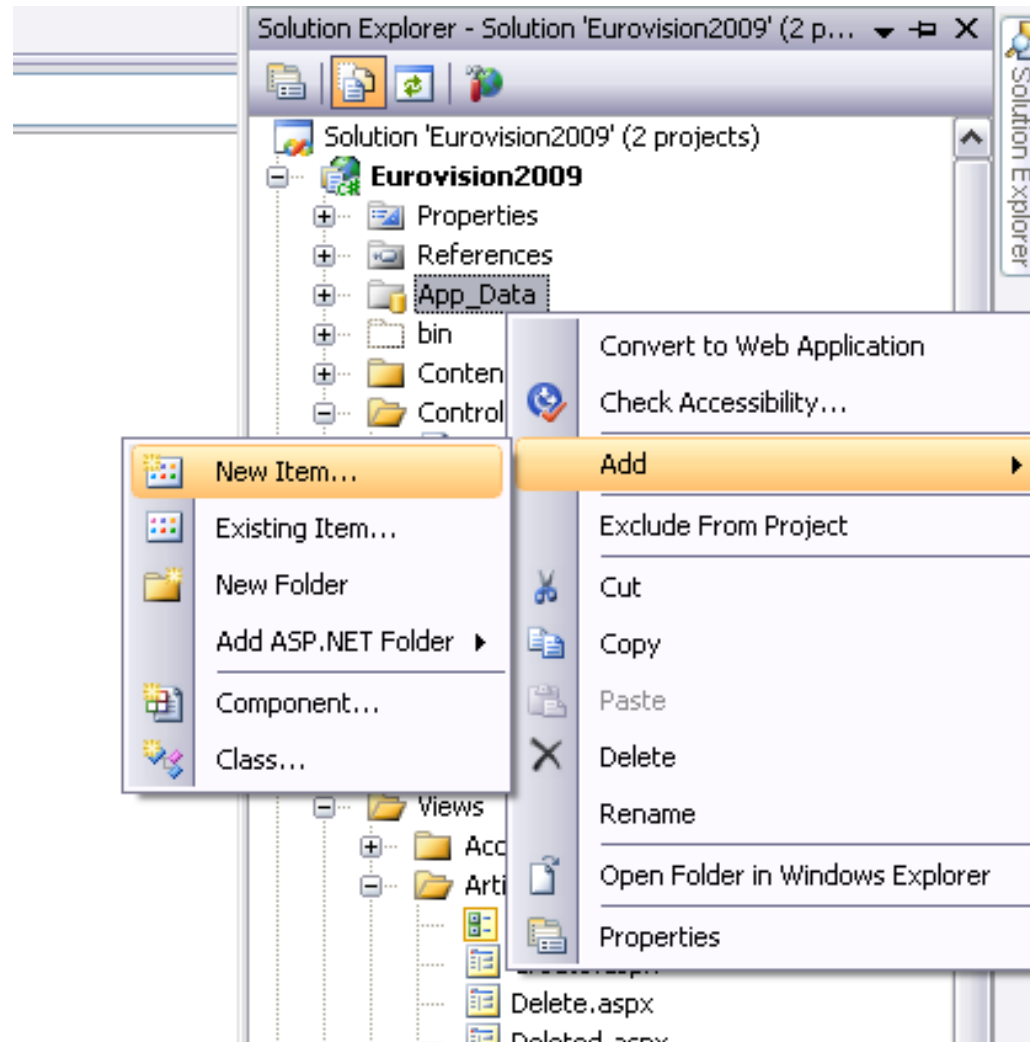 Solution Explorer - Solution 'Eurovision2009' (2 p...
Solution Explorer
Solution 'Eurovision2009' (2 projects)
Eurovision2009
Properties
References
App_Data
bin
Conten
Control
Convert to Web Application
Check Accessibility...
Add
Exclude From Project
Cut
Copy
Paste
Delete
Rename
Open Folder in Windows Explorer
Properties
New Item...
Existing Item...
New Folder
Add ASP.NET Folder
Component...
Class...
Views
Acc
Arti
Delete.aspx
Deleted.aspx